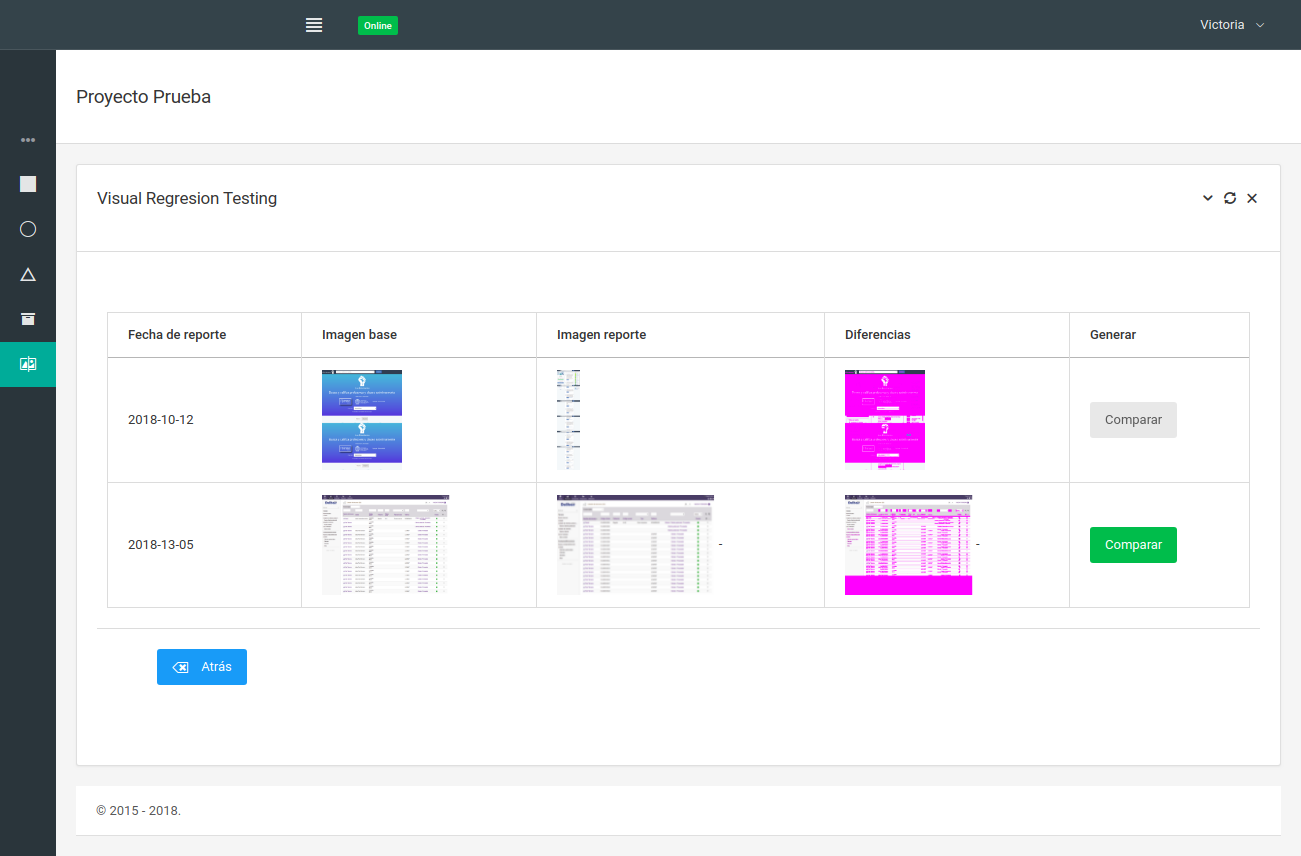 Online
Victoria
Proyecto Prueba
Visual Regresion Testing
Fecha de reporte Imagen base Imagen reporte Diferencias Generar
2018-10-12 Comparar
2018-13-05 - - Comparar
Atrás
© 2015 - 2018.